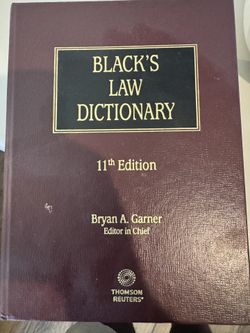 BLACK'S
LAW
DICTIONARY
11th Edition
Bryan A. Garner
Editor in Chief
THOMSON
REUTERS®